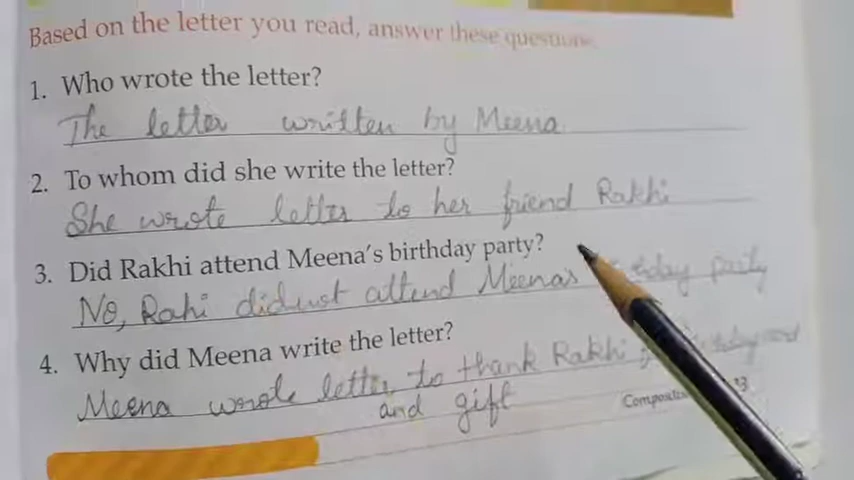 Based on the letter you read, answer these questions.
1. Who wrote the letter?
The letter written by Meena.
2. To whom did she write the letter?
She wrote letter to her friend Rakhi
3. Did Rakhi attend Meena's birthday party?
No, Rahi didnot attend Meena's party
4. Why did Meena write the letter?
Meena wrote letter to thank Rakhi
and gift